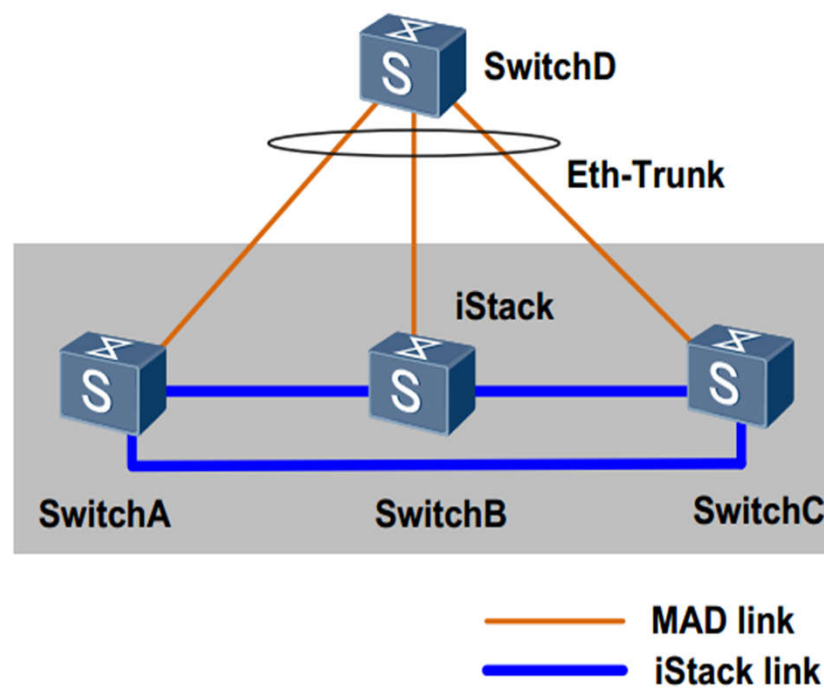 S
SwitchD
Eth-Trunk
iStack
S
S
S
SwitchA
SwitchB
SwitchC
MAD link
iStack link